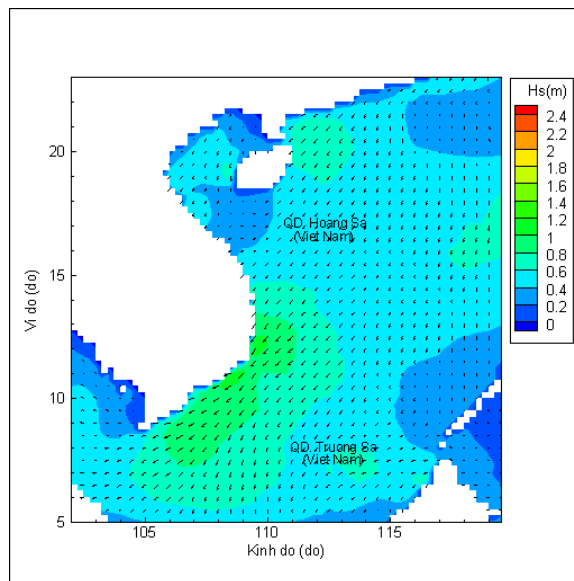 Hs(m)
2.4
2.2
2
1.8
1.6
1.4
1.2
1
0.8
0.6
0.4
0.2
0
20
15
10
5
Vi do (do)
QD. Hoang Sa
(Viet Nam)
QD. Truong Sa
(Viet Nam)
105
110
115
Kinh do (do)